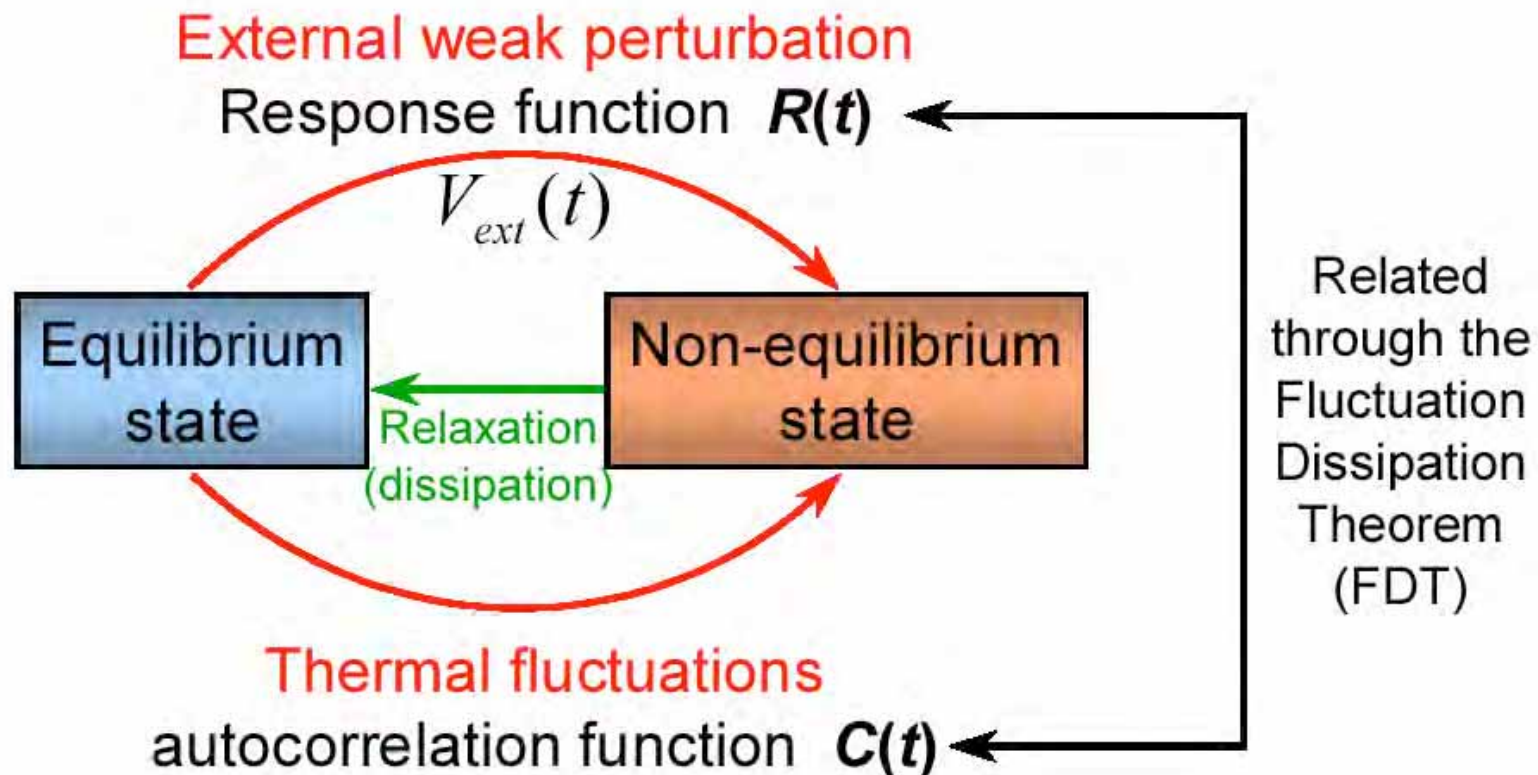 External weak perturbation
Response function R(t)
V_ext(t)
Equilibrium
state
Non-equilibrium
state
Relaxation
(dissipation)
Related
through the
Fluctuation
Dissipation
Theorem
(FDT)
Thermal fluctuations
autocorrelation function C(t)